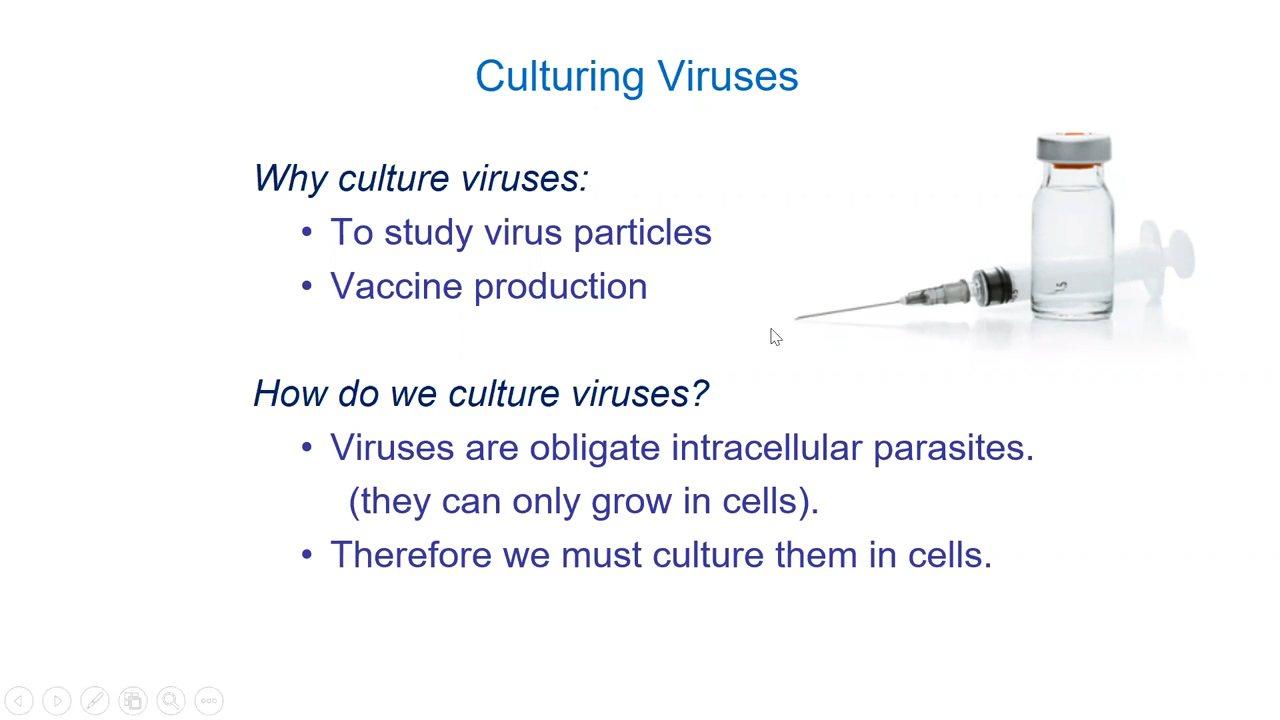 Culturing Viruses
Why culture viruses:
• To study virus particles
• Vaccine production
How do we culture viruses?
• Viruses are obligate intracellular parasites.
(they can only grow in cells).
• Therefore we must culture them in cells.